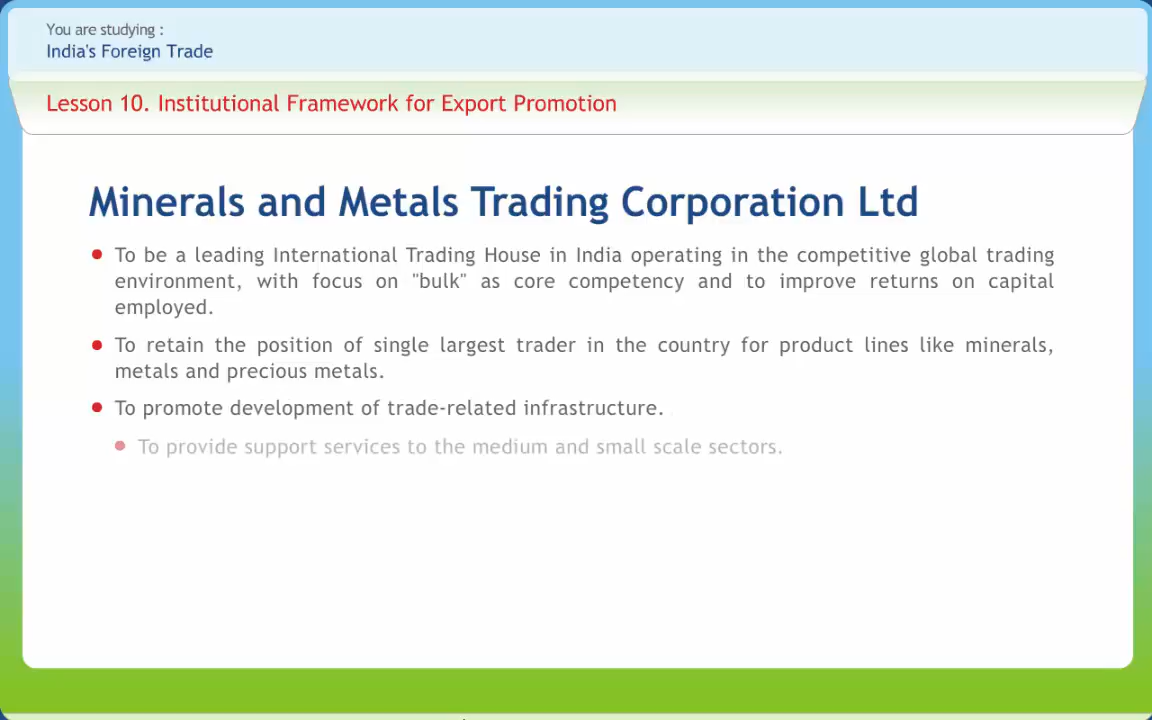 You are studying :
India's Foreign Trade
Lesson 10. Institutional Framework for Export Promotion
Minerals and Metals Trading Corporation Ltd
• To be a leading International Trading House in India operating in the competitive global trading
environment, with focus on "bulk" as core competency and to improve returns on capital
employed.
• To retain the position of single largest trader in the country for product lines like minerals,
metals and precious metals.
• To promote development of trade-related infrastructure.
• To provide support services to the medium and small scale sectors.